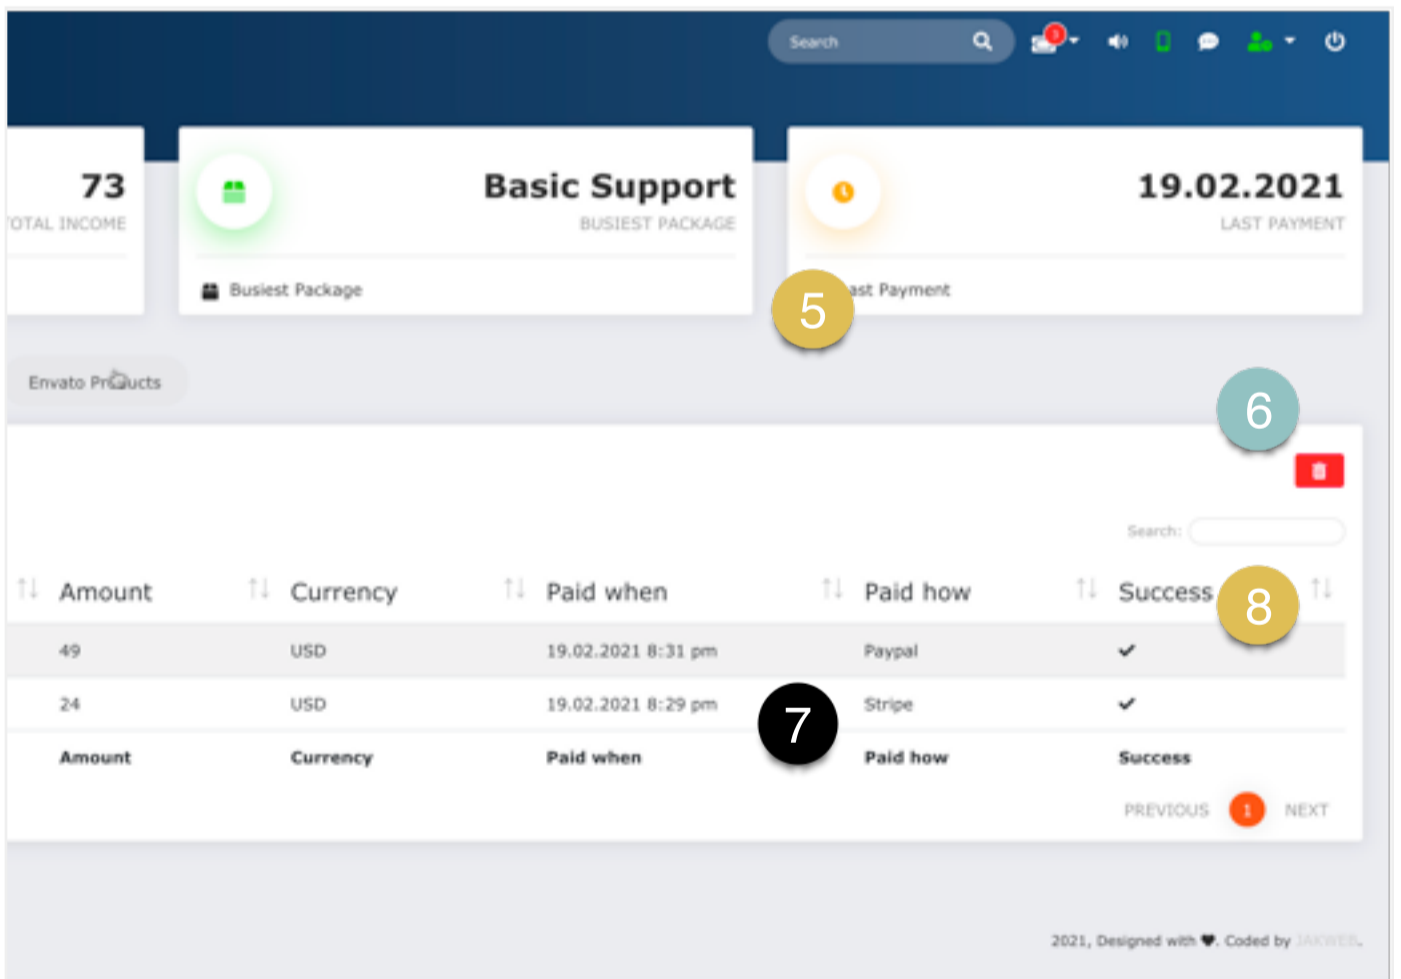 Search
3
73
TOTAL INCOME
Basic Support
BUSIEST PACKAGE
Busiest Package
19.02.2021
LAST PAYMENT
5
ast Payment
Envato Products
6
Search:
Amount Currency Paid when Paid how Success
8
49 USD 19.02.2021 8:31 pm Paypal
24 USD 19.02.2021 8:29 pm Stripe
7
Amount Currency Paid when Paid how Success
PREVIOUS 1 NEXT
2021, Designed with ♥. Coded by JAKWEB.